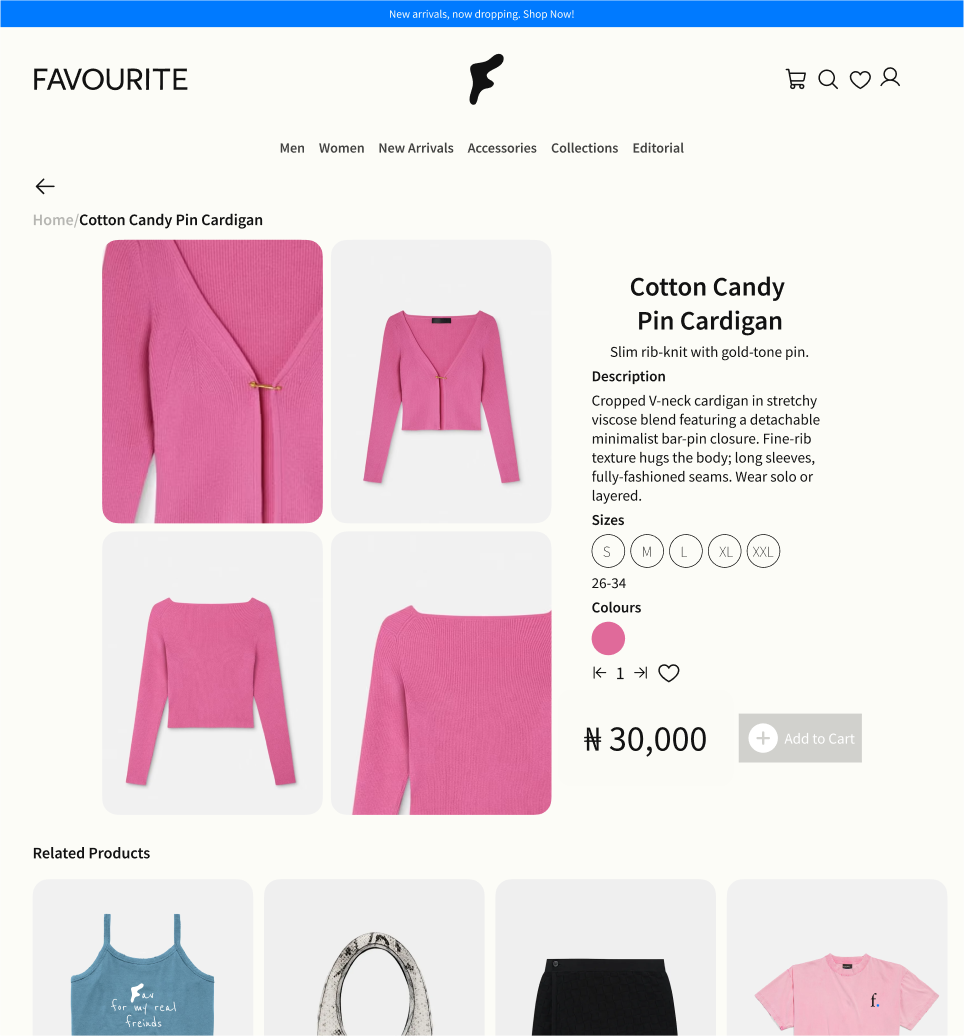 New arrivals, now dropping. Shop Now!
FAVOURITE
Men Women New Arrivals Accessories Collections Editorial
Home/Cotton Candy Pin Cardigan
Cotton Candy
Pin Cardigan
Slim rib-knit with gold-tone pin.
Description
Cropped V-neck cardigan in stretchy
viscose blend featuring a detachable
minimalist bar-pin closure. Fine-rib
texture hugs the body; long sleeves,
fully-fashioned seams. Wear solo or
layered.
Sizes
S M L XL XXL
26-34
Colours
1
₦ 30,000
Add to Cart
Related Products
Fav
for my real
freinds
f.